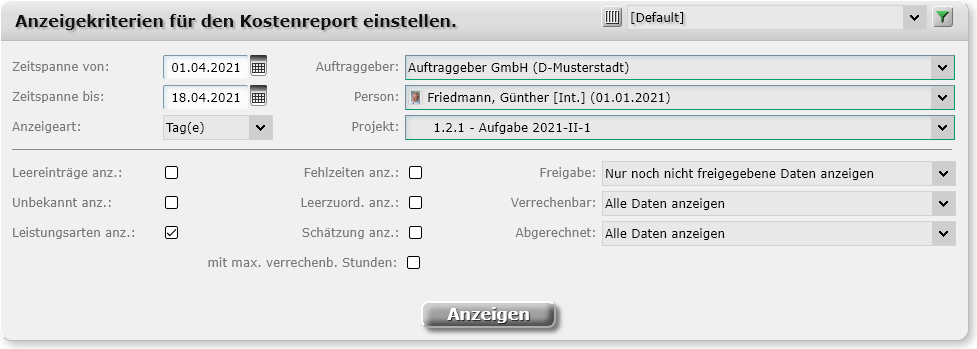 Anzeigekriterien für den Kostenreport einstellen. [Default]
Zeitspanne von: 01.04.2021 Auftraggeber: Auftraggeber GmbH (D-Musterstadt)
Zeitspanne bis: 18.04.2021 Person: Friedmann, Günther [Int.] (01.01.2021)
Anzeigeart: Tag(e) Projekt: 1.2.1 - Aufgabe 2021-II-1
Leereinträge anz.: Fehlzeiten anz.: Freigabe: Nur noch nicht freigegebene Daten anzeigen
Unbekannt anz.: Leerzuord. anz.: Verrechenbar: Alle Daten anzeigen
Leistungsarten anz.: Schätzung anz.: Abgerechnet: Alle Daten anzeigen
mit max. verrechenb. Stunden:
Anzeigen